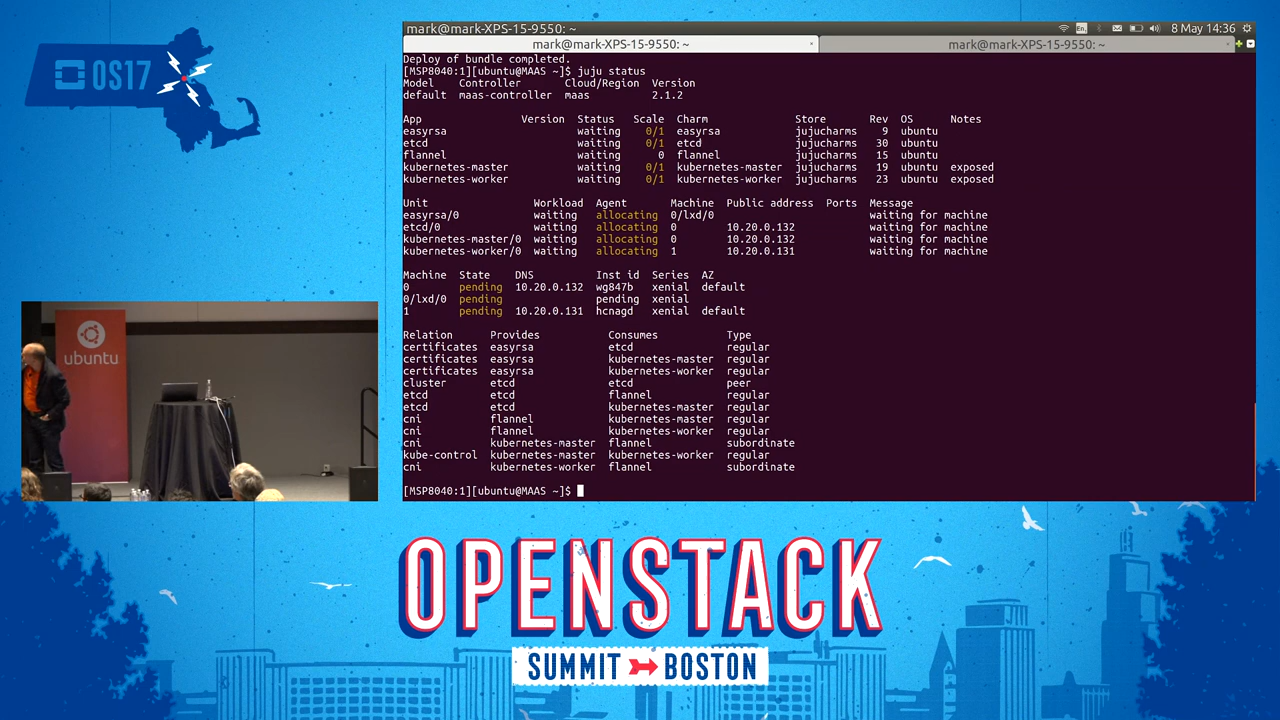 OS17
mark@mark-XPS-15-9550: ~
En
8 May 14:36
mark@mark-XPS-15-9550: ~ × mark@mark-XPS-15-9550: ~ ×
Deploy of bundle completed.
[MSP8040:1][ubuntu@MAAS ~]$ juju status
Model Controller Cloud/Region Version
default maas-controller maas 2.1.2
App Version Status Scale Charm Store Rev OS Notes
easyrsa waiting 0/1 easyrsa jujucharms 9 ubuntu
etcd waiting 0/1 etcd jujucharms 30 ubuntu
flannel waiting 0 flannel jujucharms 15 ubuntu
kubernetes-master waiting 0/1 kubernetes-master jujucharms 19 ubuntu exposed
kubernetes-worker waiting 0/1 kubernetes-worker jujucharms 23 ubuntu exposed
Unit Workload Agent Machine Public address Ports Message
easyrsa/0 waiting allocating 0/lxd/0 waiting for machine
etcd/0 waiting allocating 0 10.20.0.132 waiting for machine
kubernetes-master/0 waiting allocating 0 10.20.0.132 waiting for machine
kubernetes-worker/0 waiting allocating 1 10.20.0.131 waiting for machine
Machine State DNS Inst id Series AZ
0 pending 10.20.0.132 wg847b xenial default
0/lxd/0 pending pending xenial
1 pending 10.20.0.131 hcnagd xenial default
Relation Provides Consumes Type
certificates easyrsa etcd regular
certificates easyrsa kubernetes-master regular
certificates easyrsa kubernetes-worker regular
cluster etcd etcd peer
etcd etcd flannel regular
etcd etcd kubernetes-master regular
cni flannel kubernetes-master regular
cni flannel kubernetes-worker regular
cni kubernetes-master flannel subordinate
kube-control kubernetes-master kubernetes-worker regular
cni kubernetes-worker flannel subordinate
[MSP8040:1][ubuntu@MAAS ~]$
ubuntu
OPENSTACK
SUMMIT BOSTON